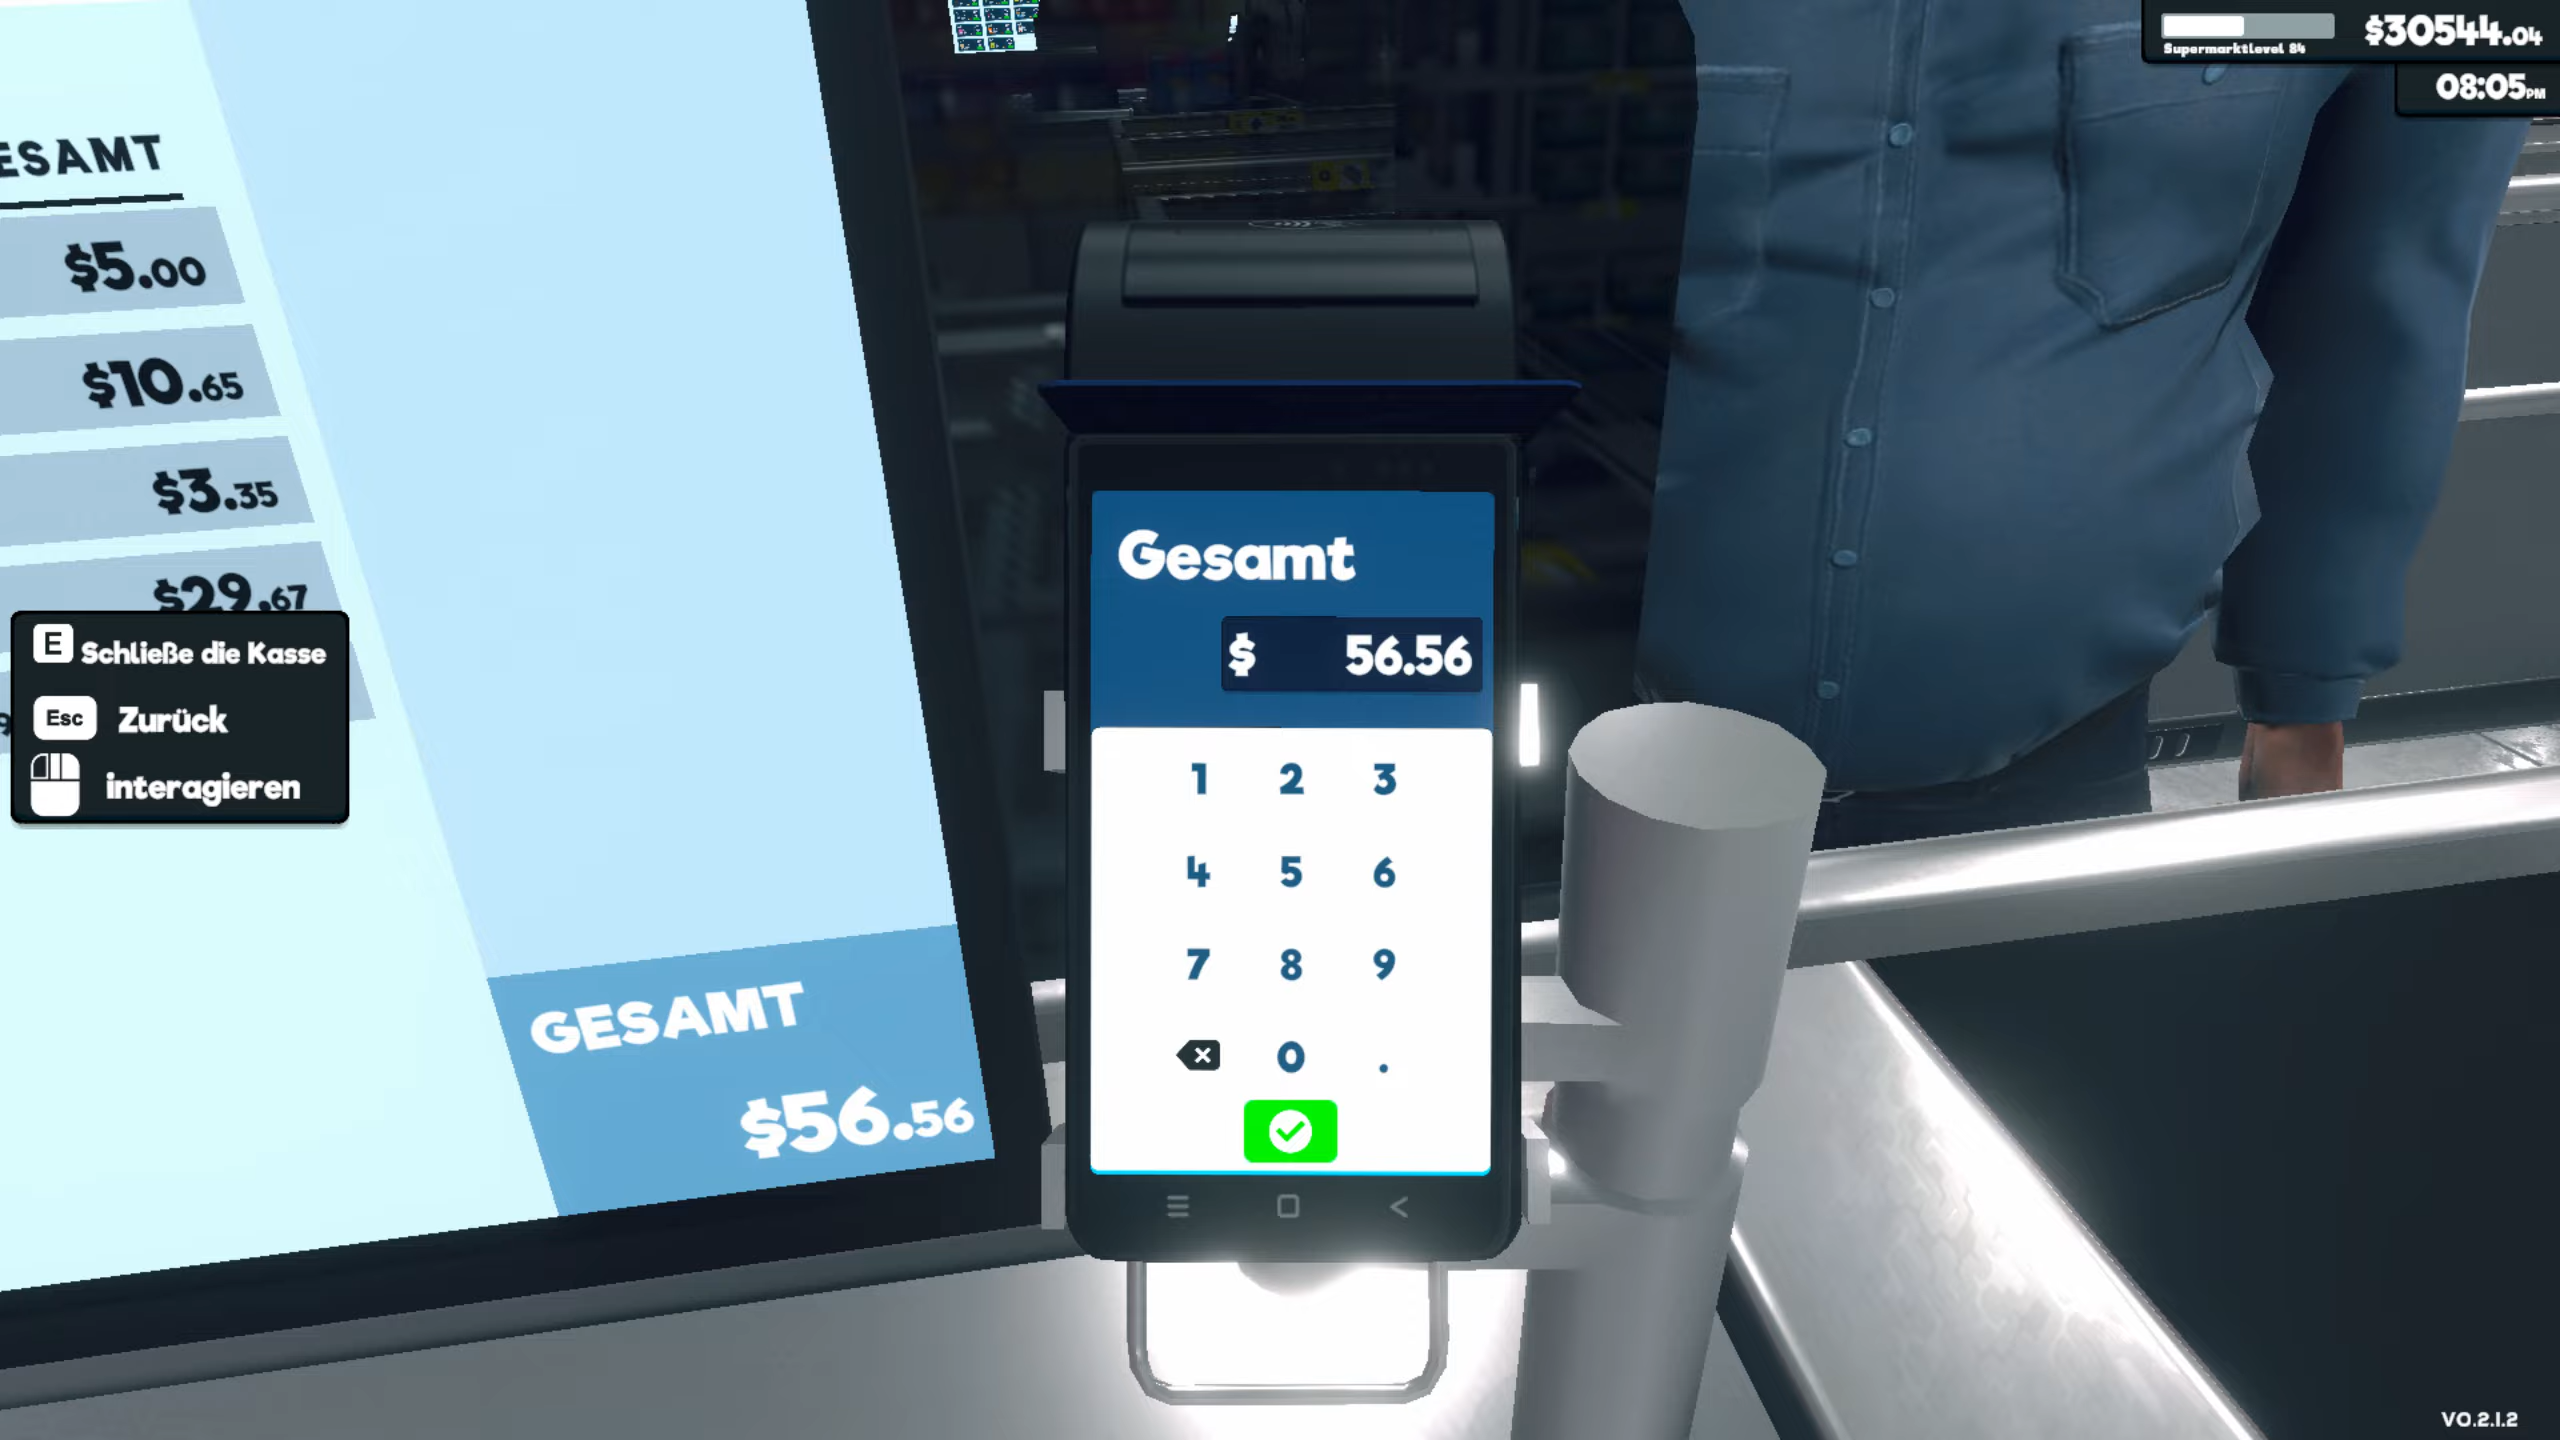 $30544.04
Supermarktlevel 84
08:05PM
ESAMT
$5.00
$10.65
$3.35
$29.67
E Schließe die Kasse
Esc Zurück
interagieren
GESAMT
$56.56
Gesamt
$ 56.56
1 2 3
4 5 6
7 8 9
0 .
V0.2.1.2